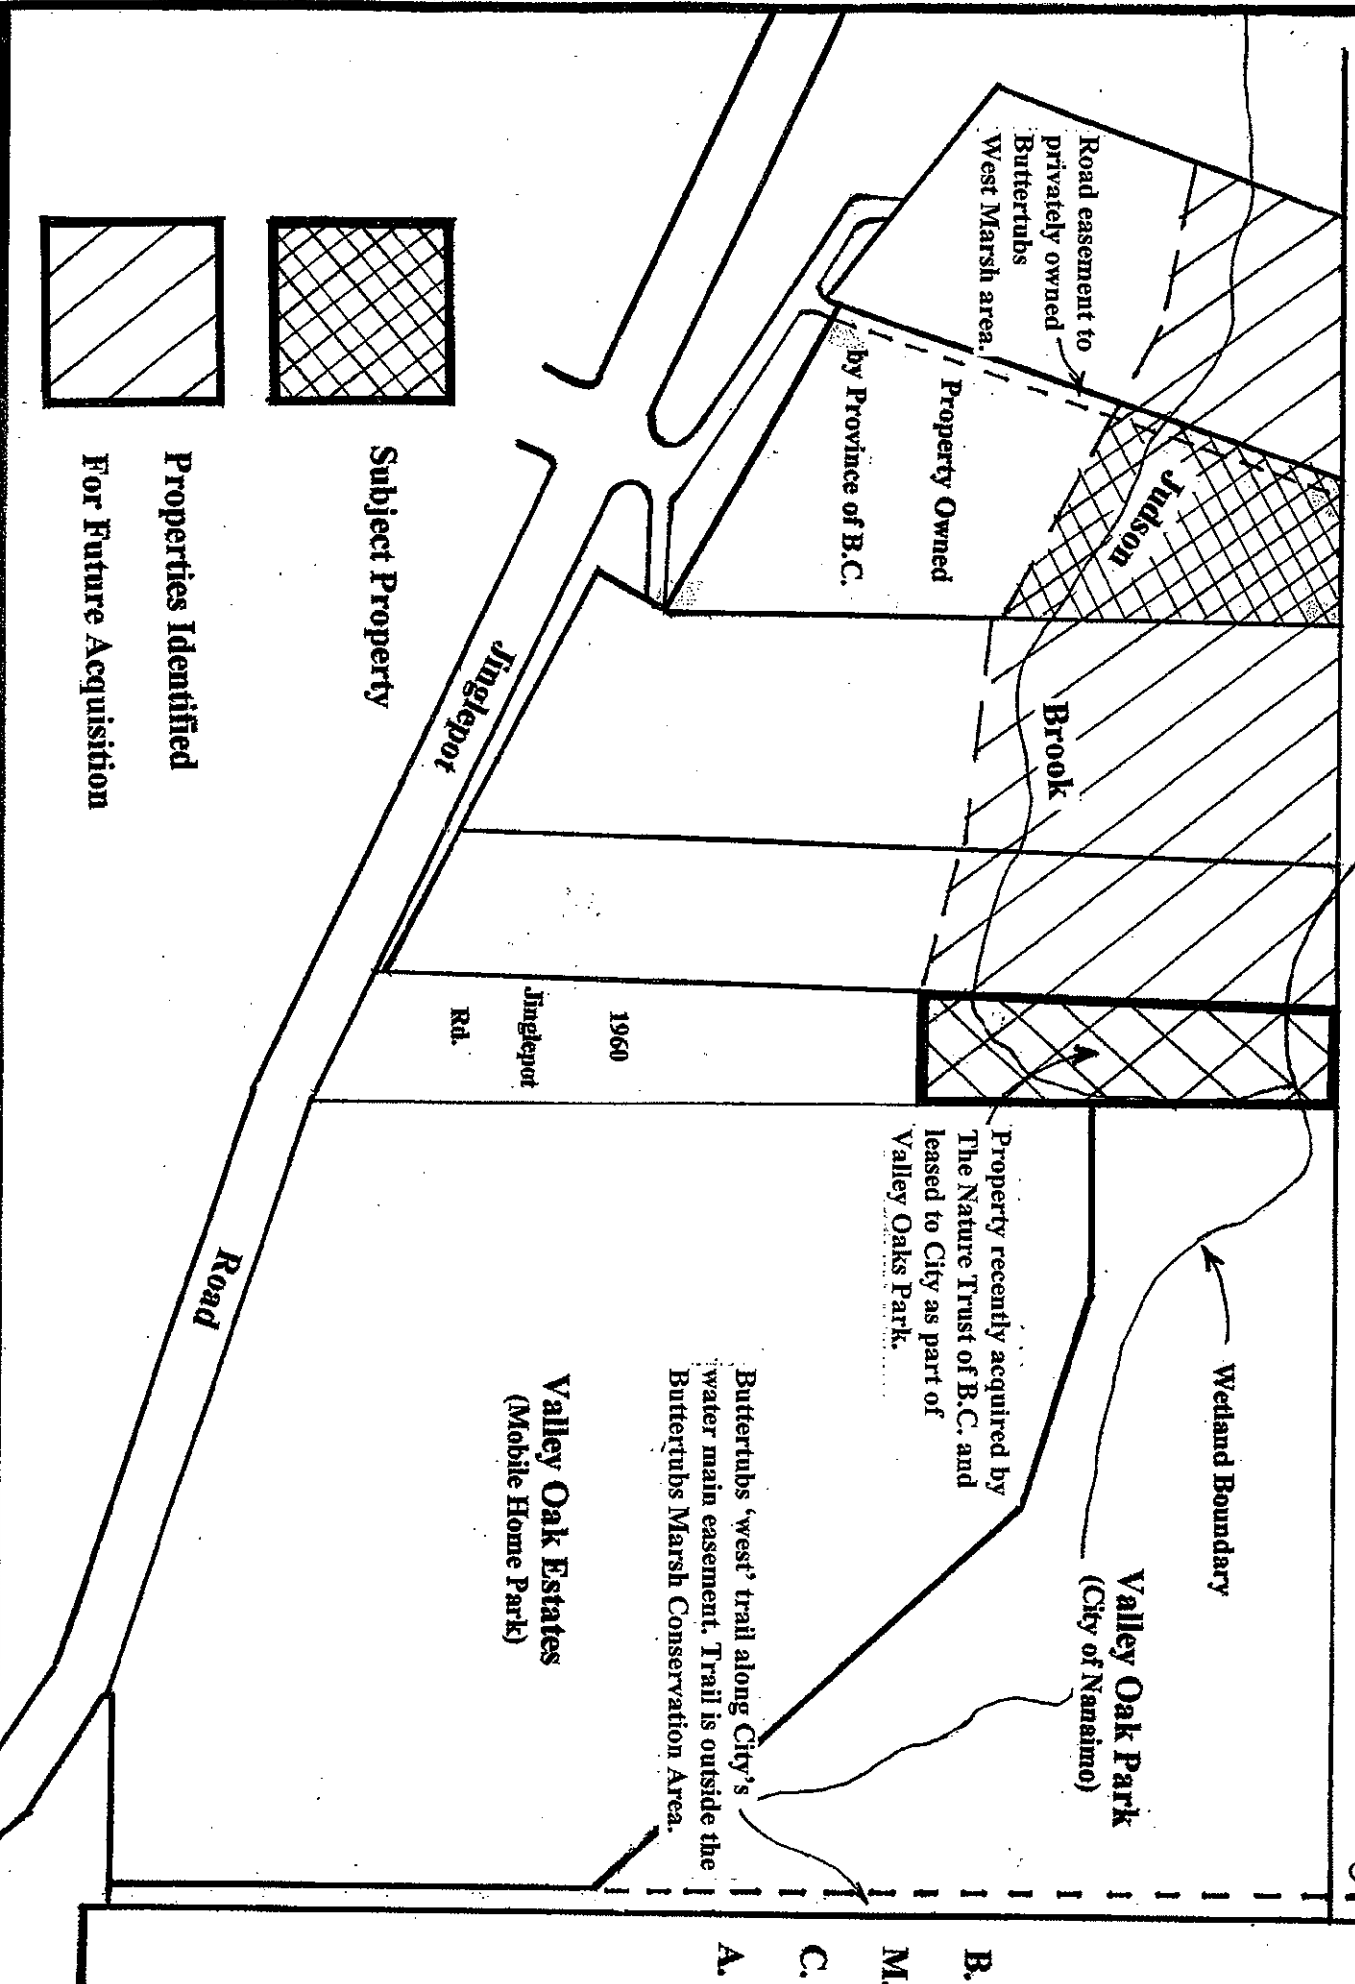 Road easement to
privately owned
Buttertubs
West Marsh area.
Property Owned
by Province of B.C.
Judson
Brook
Subject Property
Properties Identified
For Future Acquisition
Jinglepot
Road
1960
Jinglepot
Rd.
Property recently acquired by
The Nature Trust of B.C. and
leased to City as part of
Valley Oaks Park.
Wetland Boundary
Valley Oak Park
(City of Nanaimo)
Buttertubs ‘west’ trail along City’s
water main easement. Trail is outside the
Buttertubs Marsh Conservation Area.
Valley Oak Estates
(Mobile Home Park)
B.
M.
C.
A.